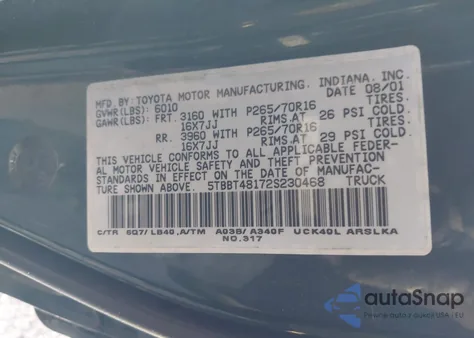 MFD. BY: TOYOTA MOTOR MANUFACTURING, INDIANA, INC.
GVWR(LBS): 6010 08/01
GAWR(LBS): FRT. 3160 WITH P265/70R16 TIRES,
16X7JJ RIMS,AT 26 PSI COLD.
RR. 3960 WITH P265/70R16 TIRES,
16X7JJ RIMS,AT 29 PSI COLD.
THIS VEHICLE CONFORMS TO ALL APPLICABLE FEDER-
AL MOTOR VEHICLE SAFETY AND THEFT PREVENTION
STANDARDS IN EFFECT ON THE DATE OF MANUFAC-
TURE SHOWN ABOVE. 5TBBT48172S230468 TRUCK
C/TR 6Q7/ LB40,A/TM A03B/ A340F UCK40L ARSLKA
NO.317
autoSnap